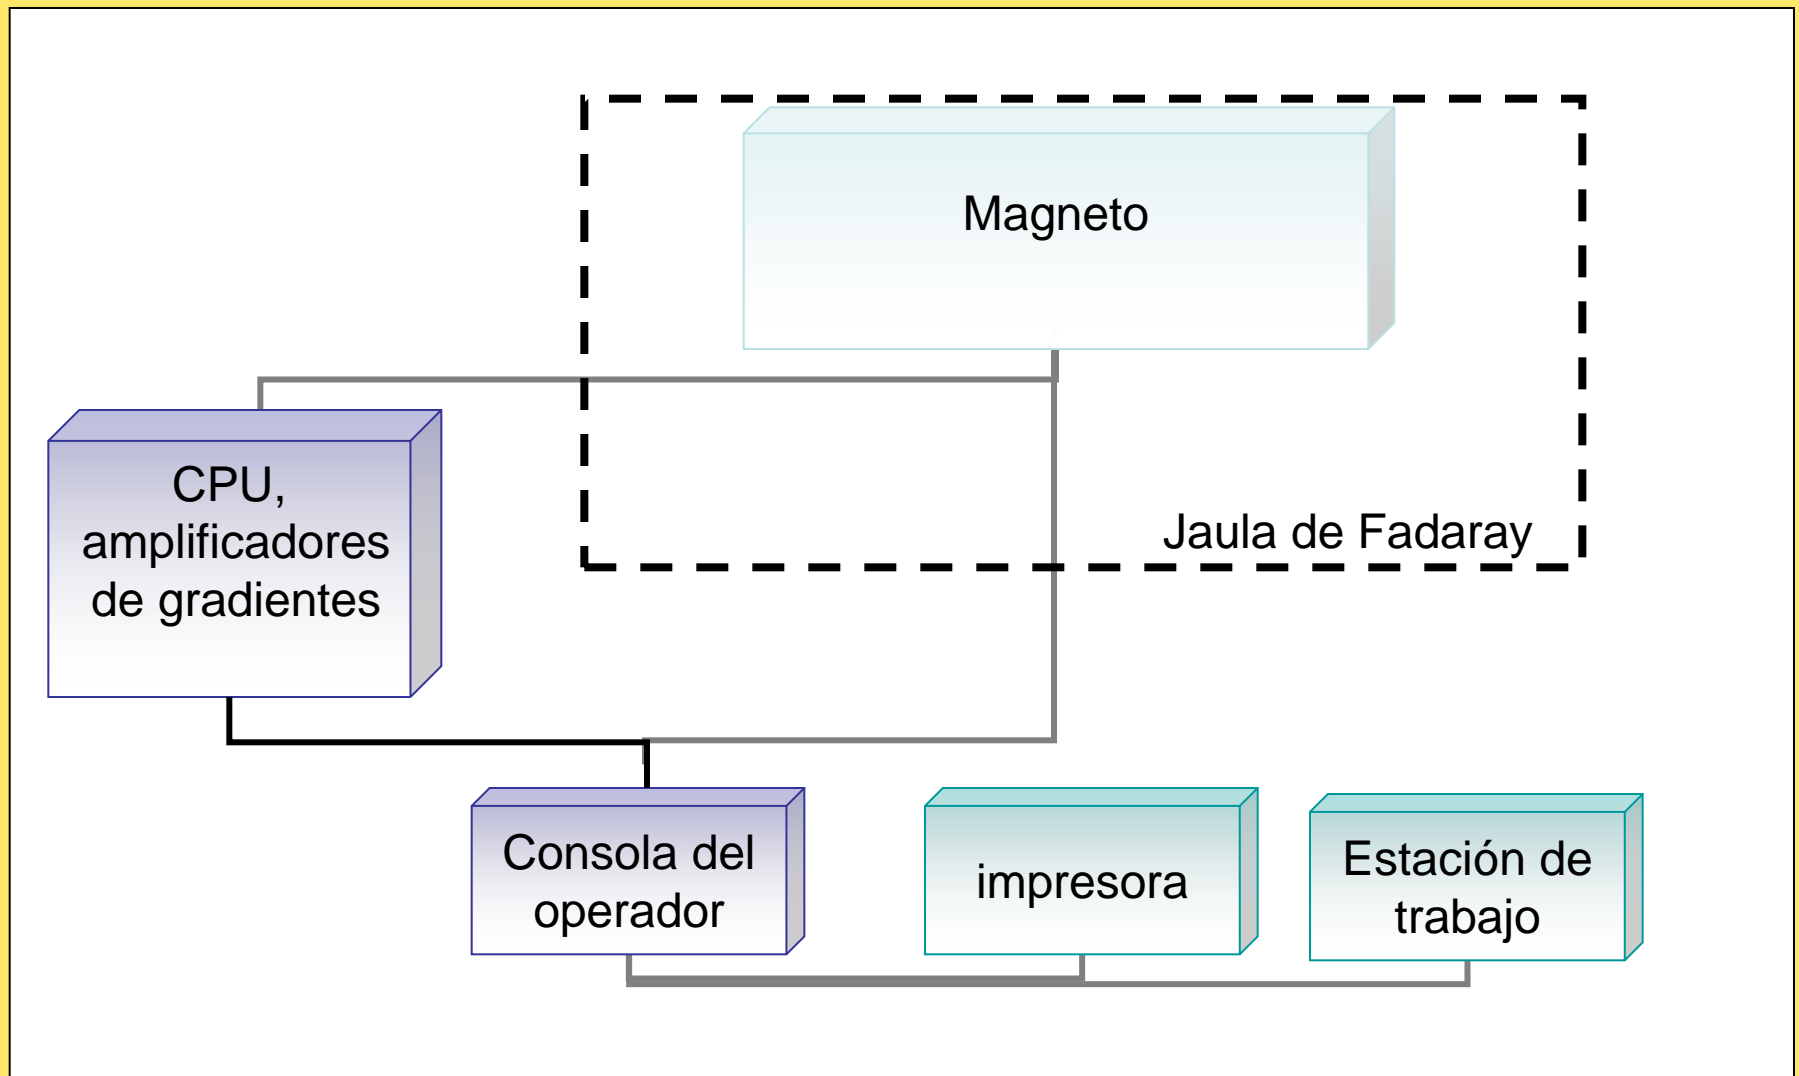 Magneto
CPU,
amplificadores
de gradientes
Jaula de Fadaray
Consola del
operador
impresora
Estación de
trabajo